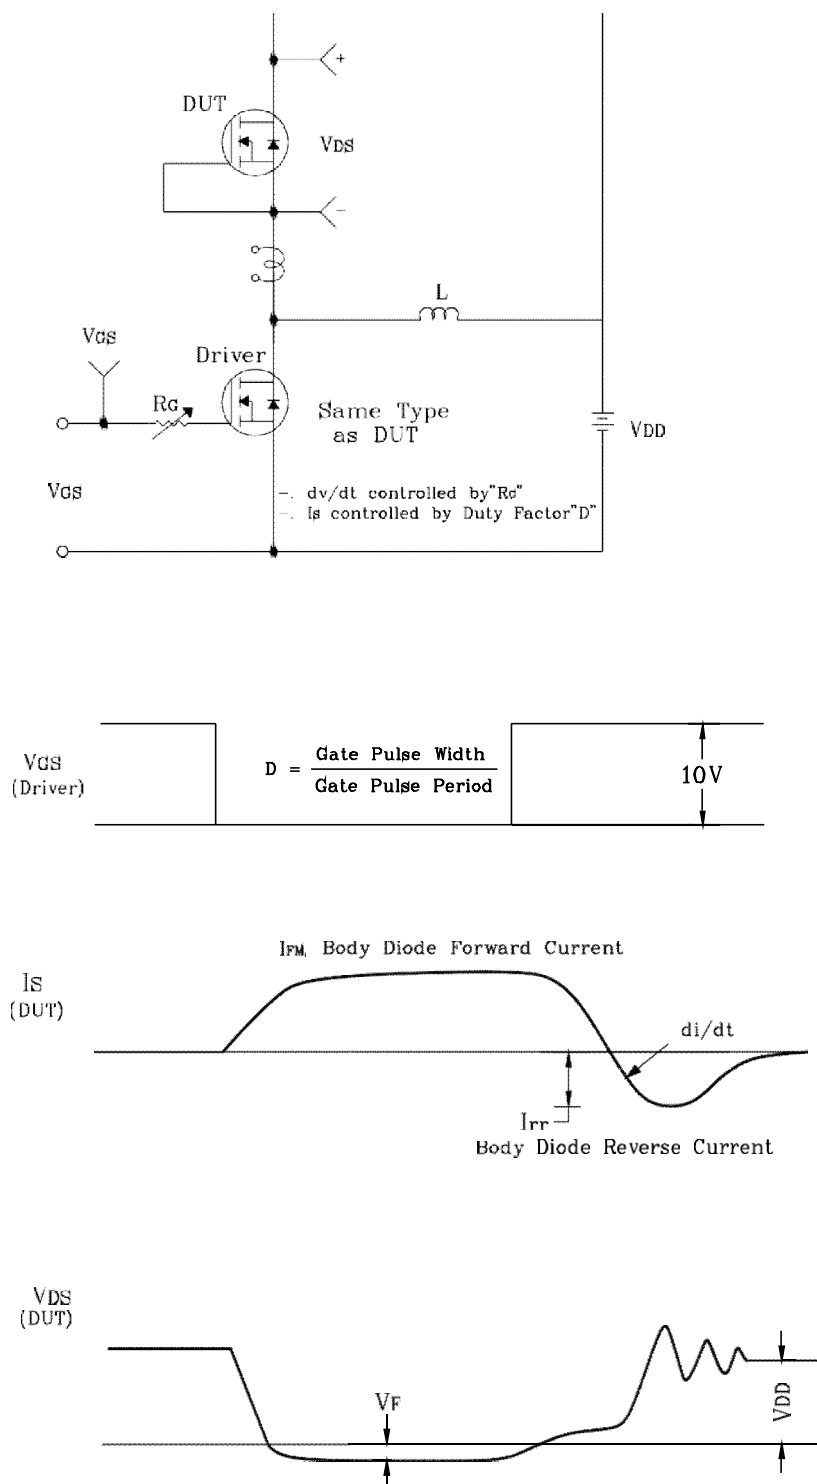 +
DUT
VDS
-
L
VGS
Driver
RG
Same Type
as DUT
VDD
VGS
-. dv/dt controlled by"RG"
-. Is controlled by Duty Factor"D"
VGS
(Driver)
D = Gate Pulse Width
Gate Pulse Period
10V
IFM, Body Diode Forward Current
IS
(DUT)
di/dt
Irr
Body Diode Reverse Current
VDS
(DUT)
VF
VDD